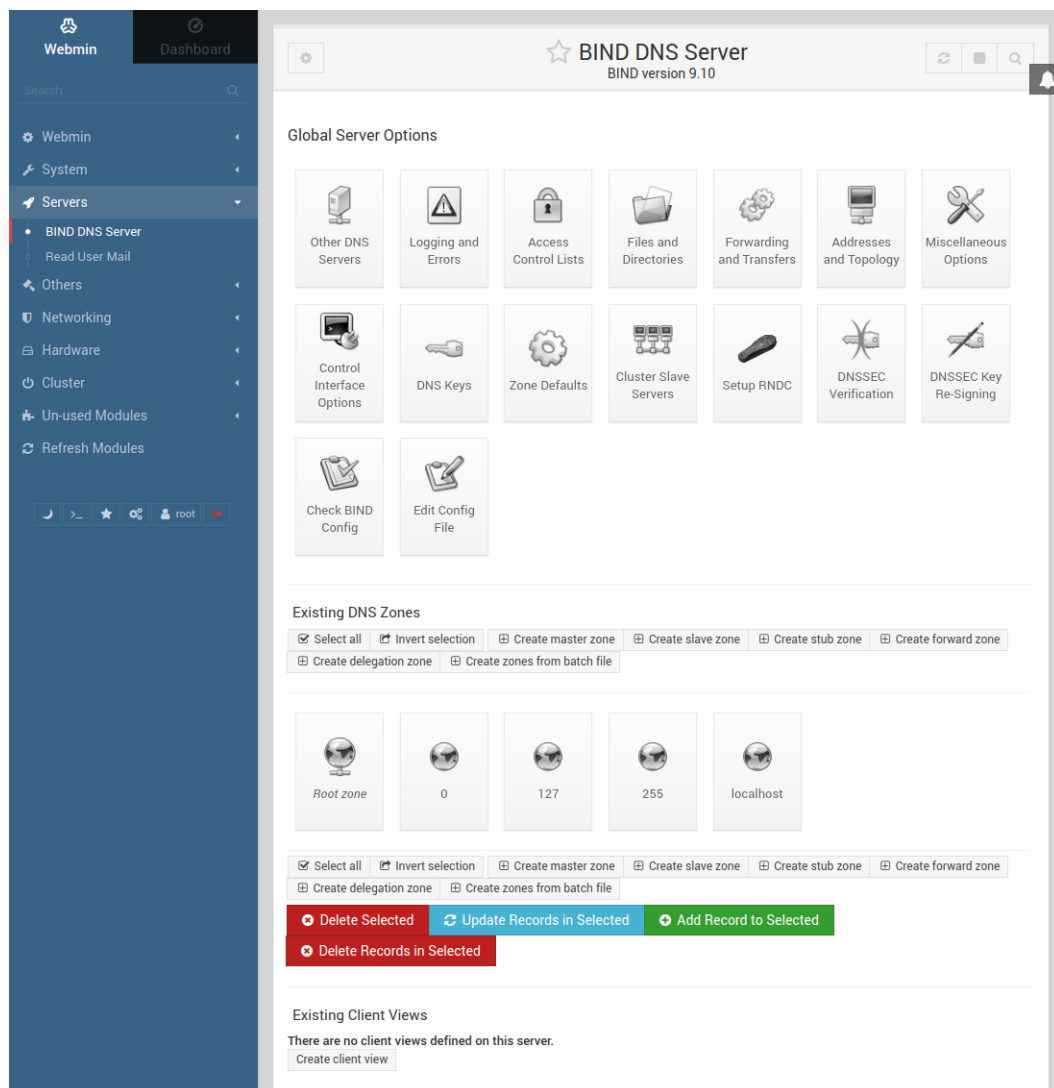 Webmin
Dashboard
Search
Webmin
System
Servers
BIND DNS Server
Read User Mail
Others
Networking
Hardware
Cluster
Un-used Modules
Refresh Modules
>_ root
BIND DNS Server
BIND version 9.10
Global Server Options
Other DNS
Servers
Logging and
Errors
Access
Control Lists
Files and
Directories
Forwarding
and Transfers
Addresses
and Topology
Miscellaneous
Options
Control
Interface
Options
DNS Keys
Zone Defaults
Cluster Slave
Servers
Setup RNDC
DNSSEC
Verification
DNSSEC Key
Re-Signing
Check BIND
Config
Edit Config
File
Existing DNS Zones
Select all Invert selection Create master zone Create slave zone Create stub zone Create forward zone
Create delegation zone Create zones from batch file
Root zone
0
127
255
localhost
Select all Invert selection Create master zone Create slave zone Create stub zone Create forward zone
Create delegation zone Create zones from batch file
Delete Selected Update Records in Selected Add Record to Selected
Delete Records in Selected
Existing Client Views
There are no client views defined on this server.
Create client view